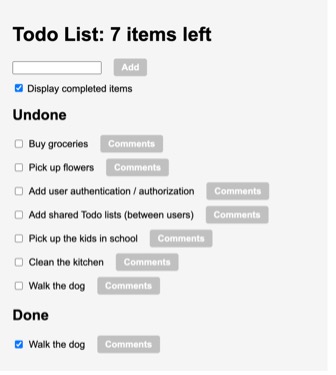 Todo List: 7 items left
Add
Display completed items
Undone
Buy groceries Comments
Pick up flowers Comments
Add user authentication / authorization Comments
Add shared Todo lists (between users) Comments
Pick up the kids in school Comments
Clean the kitchen Comments
Walk the dog Comments
Done
Walk the dog Comments